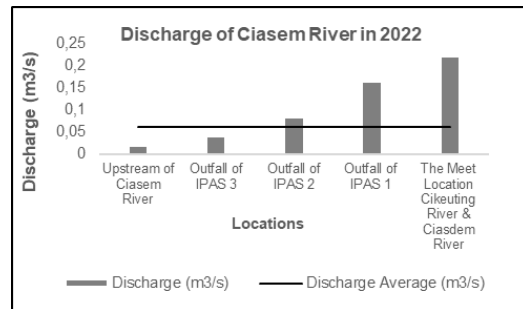 Discharge of Ciasem River in 2022
Discharge (m3/s)
0,25
0,2
0,15
0,1
0,05
0
Upstream of
Ciasem
River
Outfall of
IPAS 3
Outfall of
IPAS 2
Outfall of
IPAS 1
The Meet
Location
Cikeuting
River &
Ciasdem
River
Locations
Discharge (m3/s)
Discharge Average (m3/s)